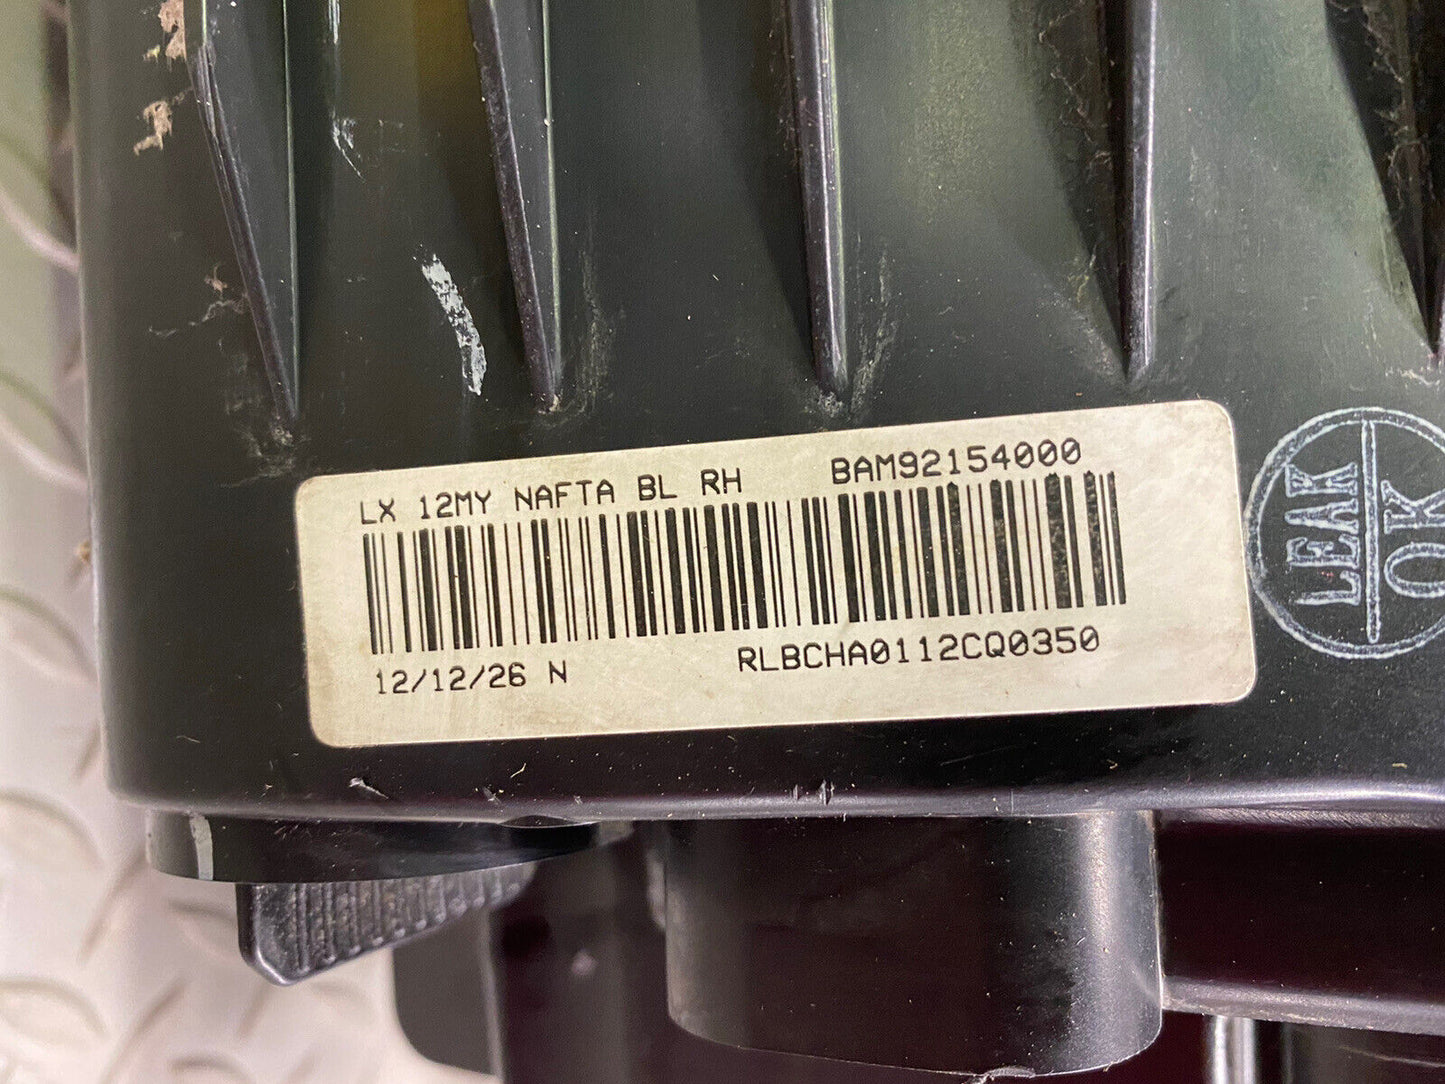 LX 12MY NAFTA BL RH BAM92154000
12/12/26 N RLBCHA0112CQ0350
LEAK
OK